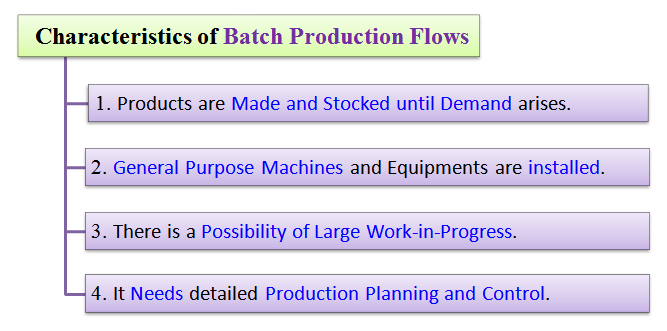 Characteristics of Batch Production Flows
1. Products are Made and Stocked until Demand arises.
2. General Purpose Machines and Equipments are installed.
3. There is a Possibility of Large Work-in-Progress.
4. It Needs detailed Production Planning and Control.